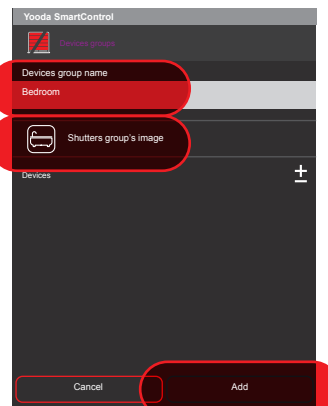 Yooda SmartControl
Devices groups
Devices group name
Bedroom
Shutters group's image
Devices
Cancel
Add